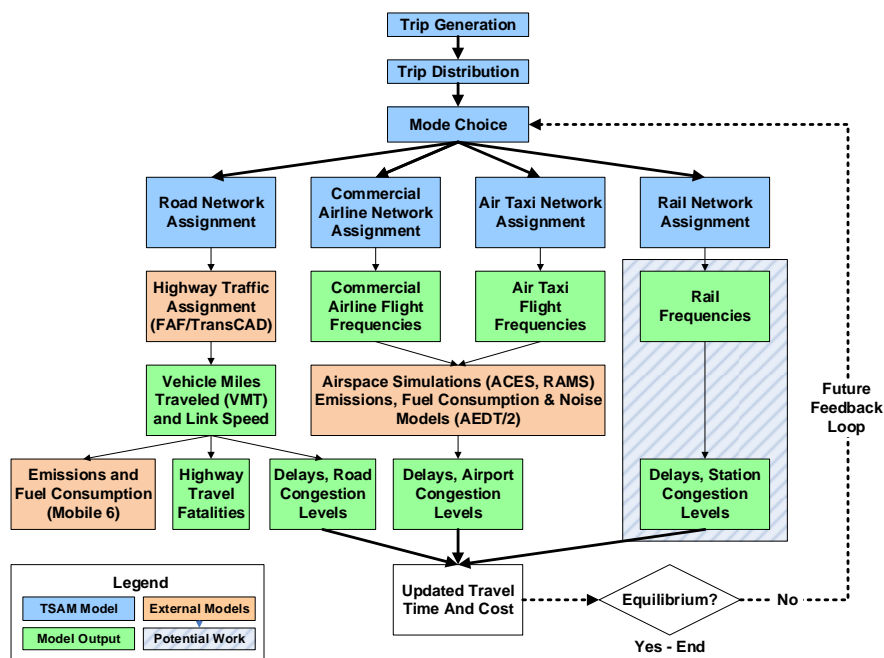 Trip Generation
Trip Distribution
Mode Choice
Road Network
Assignment
Commercial
Airline Network
Assignment
Air Taxi Network
Assignment
Rail Network
Assignment
Highway Traffic
Assignment
(FAF/TransCAD)
Commercial
Airline Flight
Frequencies
Air Taxi
Flight
Frequencies
Rail
Frequencies
Vehicle Miles
Traveled (VMT)
and Link Speed
Airspace Simulations (ACES, RAMS)
Emissions, Fuel Consumption & Noise
Models (AEDT/2)
Future
Feedback
Loop
Emissions and
Fuel Consumption
(Mobile 6)
Highway
Travel
Fatalities
Delays, Road
Congestion
Levels
Delays, Airport
Congestion
Levels
Delays, Station
Congestion
Levels
Legend
TSAM Model
External Models
Model Output
Potential Work
Updated Travel
Time And Cost
Equilibrium?
No
Yes - End